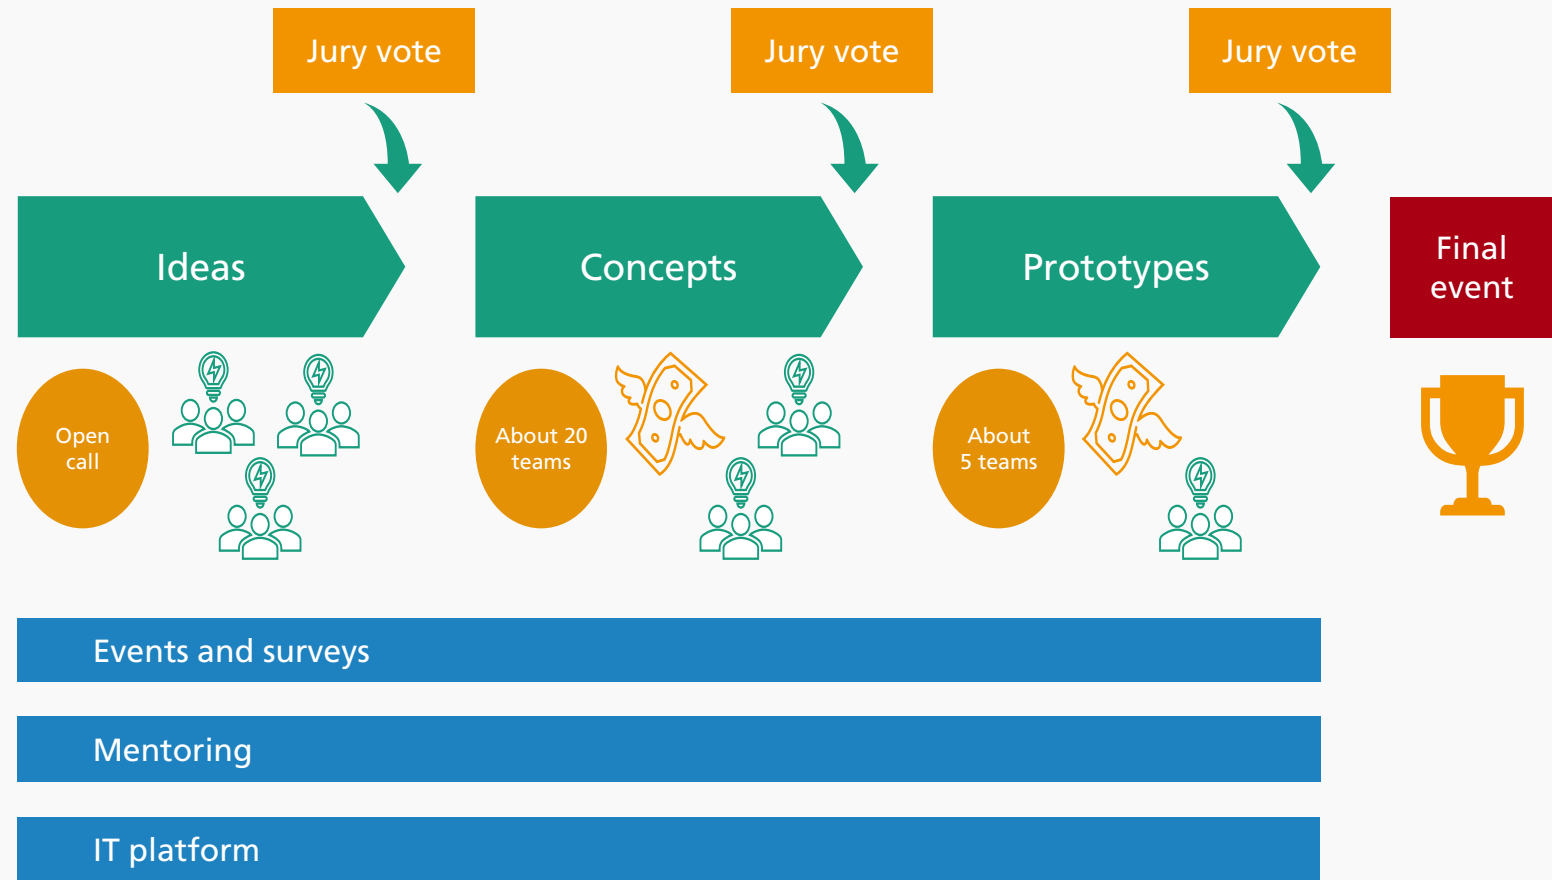 Jury vote
Jury vote
Jury vote
Ideas
Concepts
Prototypes
Final
event
Open
call
About 20
teams
About
5 teams
Events and surveys
Mentoring
IT platform